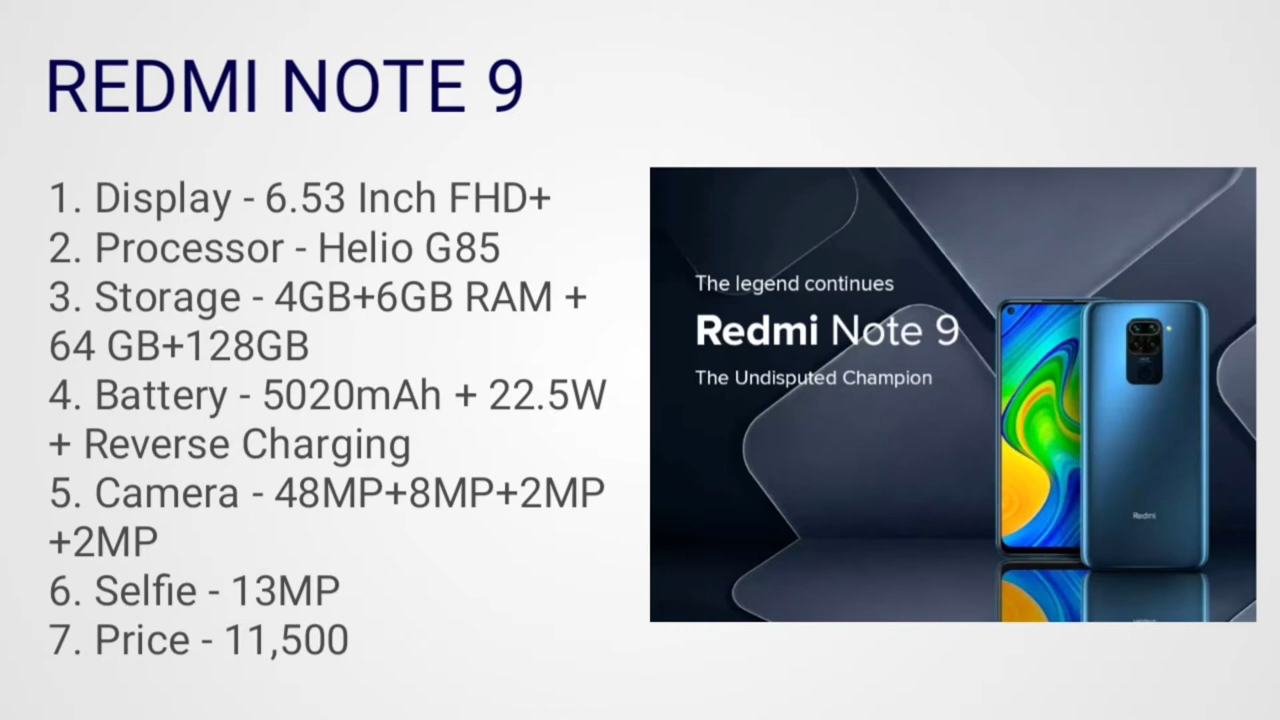 REDMI NOTE 9
1. Display - 6.53 Inch FHD+
2. Processor - Helio G85
3. Storage - 4GB+6GB RAM +
64 GB+128GB
4. Battery - 5020mAh + 22.5W
+ Reverse Charging
5. Camera - 48MP+8MP+2MP
+2MP
6. Selfie - 13MP
7. Price - 11,500
The legend continues
Redmi Note 9
The Undisputed Champion
Redmi